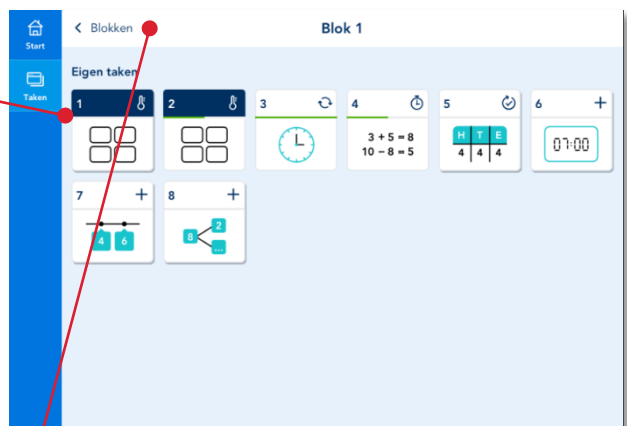 Start
Taken
Blokken
Blok 1
Eigen taken
1
2
3
4
3 + 5 = 8
10 - 8 = 5
5
H T E
4 4 4
6 +
07:00
7 +
4 6
8 +
8
2
...